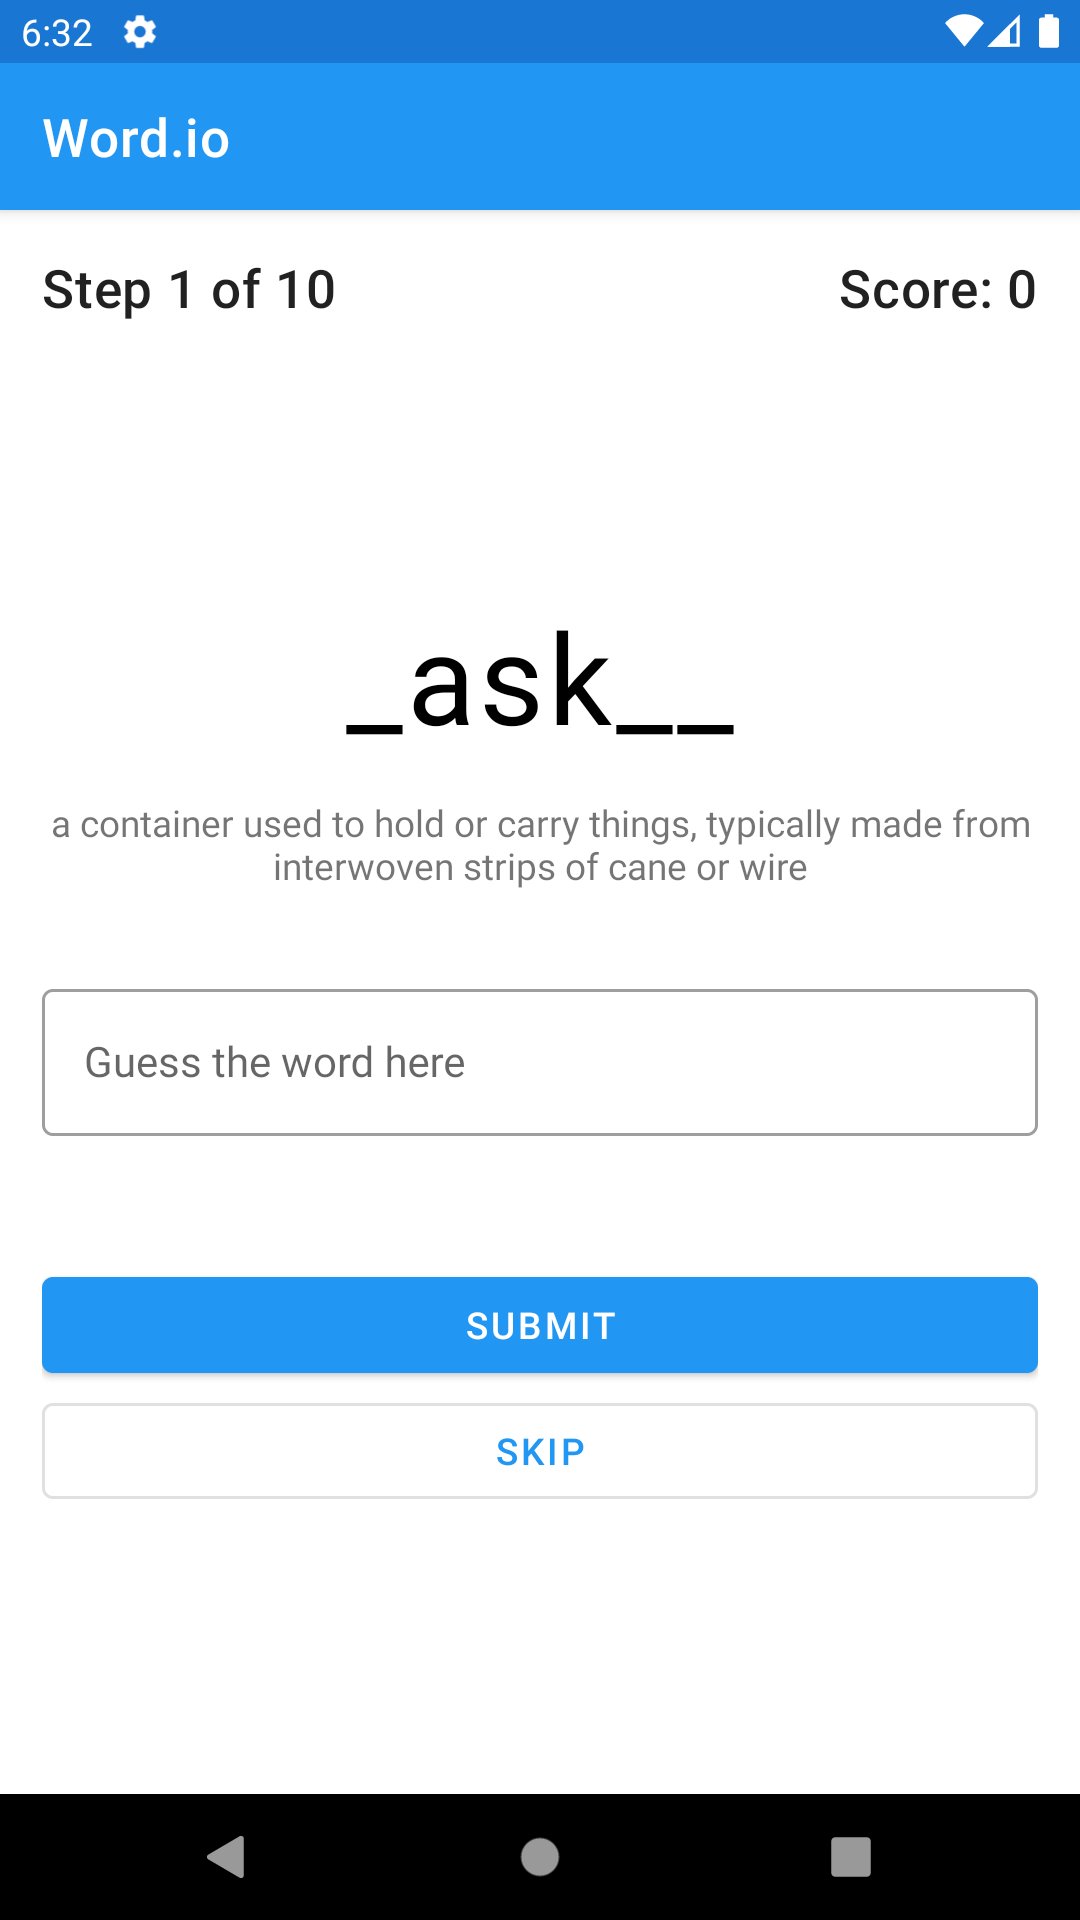 6:32
Word.io
Step 1 of 10
Score: 0
_ask__
a container used to hold or carry things, typically made from
interwoven strips of cane or wire
Guess the word here
SUBMIT
SKIP